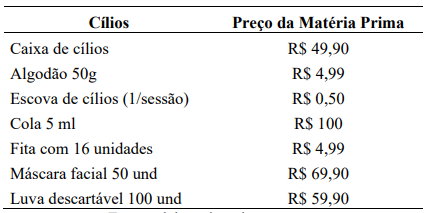 Cílios Preço da Matéria Prima
Caixa de cílios R$ 49,90
Algodão 50g R$ 4,99
Escova de cílios (1/sessão) R$ 0,50
Cola 5 ml R$ 100
Fita com 16 unidades R$ 4,99
Máscara facial 50 und R$ 69,90
Luva descartável 100 und R$ 59,90